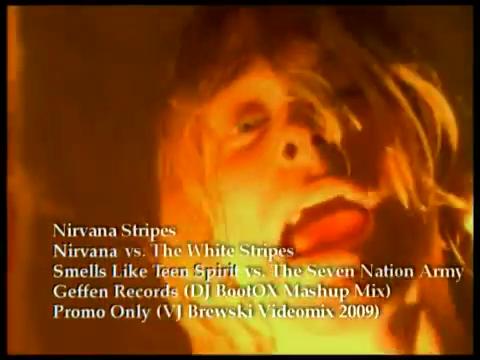 Nirvana Stripes
Nirvana vs. The White Stripes
Smells Like Teen Spirit vs. The Seven Nation Army
Geffen Records (DJ BootOX Mashup Mix)
Promo Only (VJ Brewski Videomix 2009)